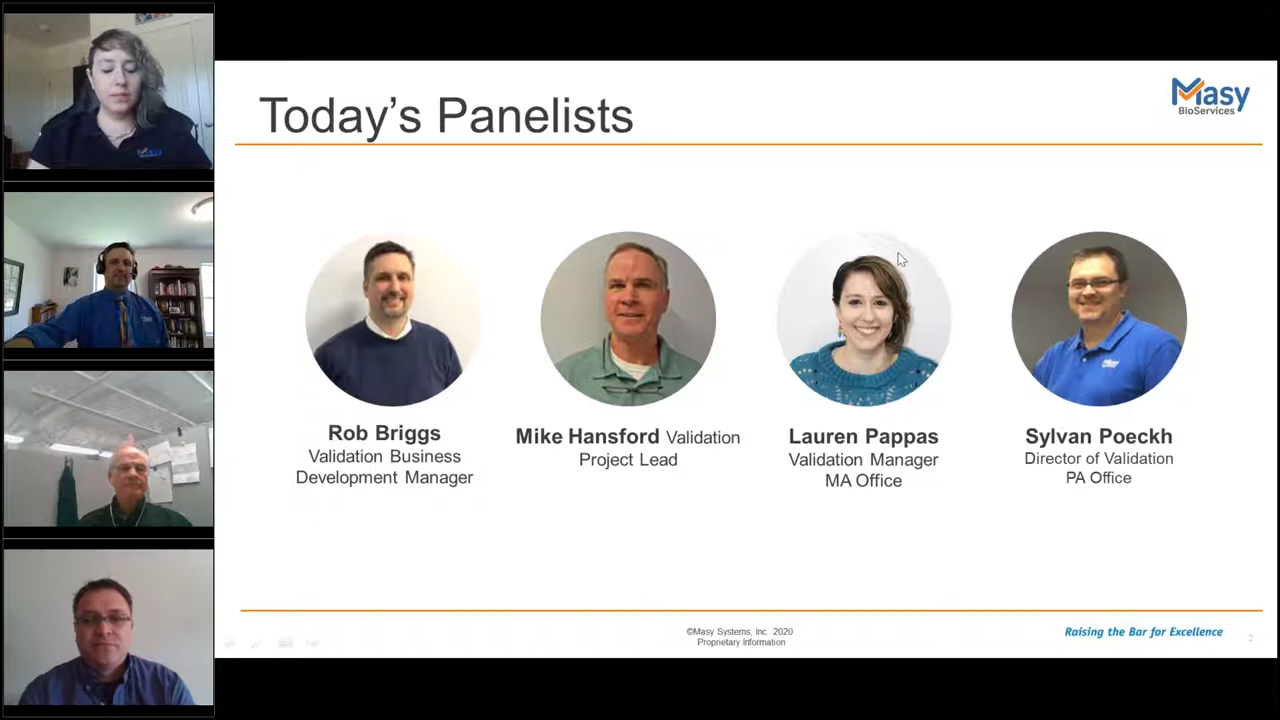 Today's Panelists
Masy
BioServices
Rob Briggs
Validation Business
Development Manager
Mike Hansford Validation
Project Lead
Lauren Pappas
Validation Manager
MA Office
Sylvan Poeckh
Director of Validation
PA Office
©Masy Systems, Inc. 2020
Proprietary Information
Raising the Bar for Excellence
2